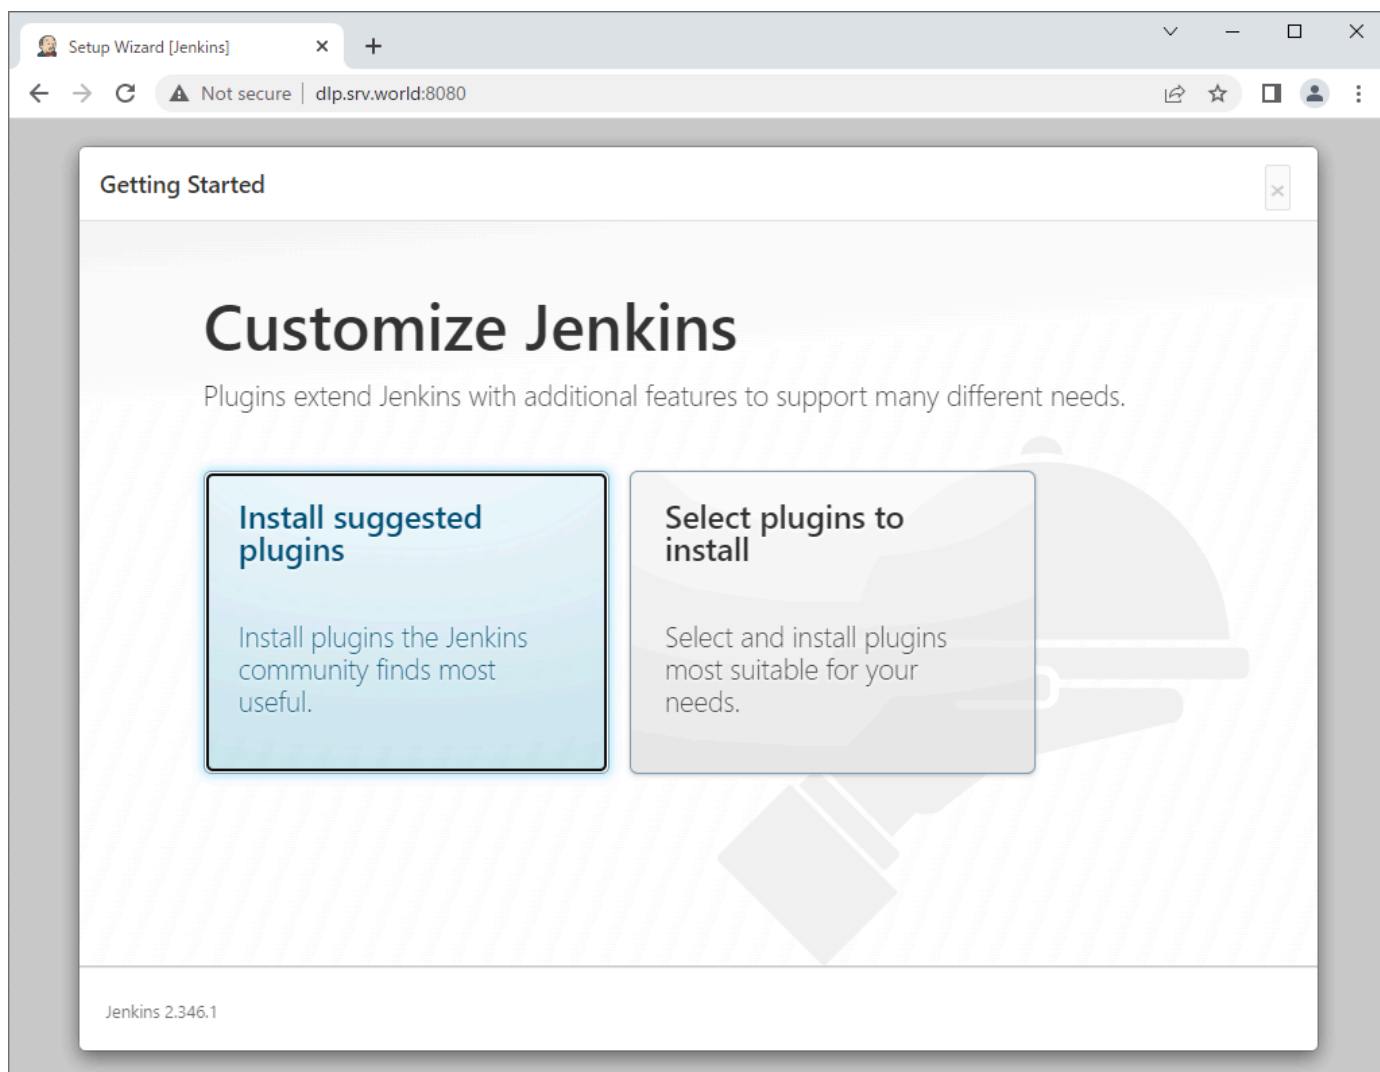 Setup Wizard [Jenkins]
Not secure
dlp.srv.world:8080
Getting Started
Customize Jenkins
Plugins extend Jenkins with additional features to support many different needs.
Install suggested
plugins
Install plugins the Jenkins
community finds most
useful.
Select plugins to
install
Select and install plugins
most suitable for your
needs.
Jenkins 2.346.1